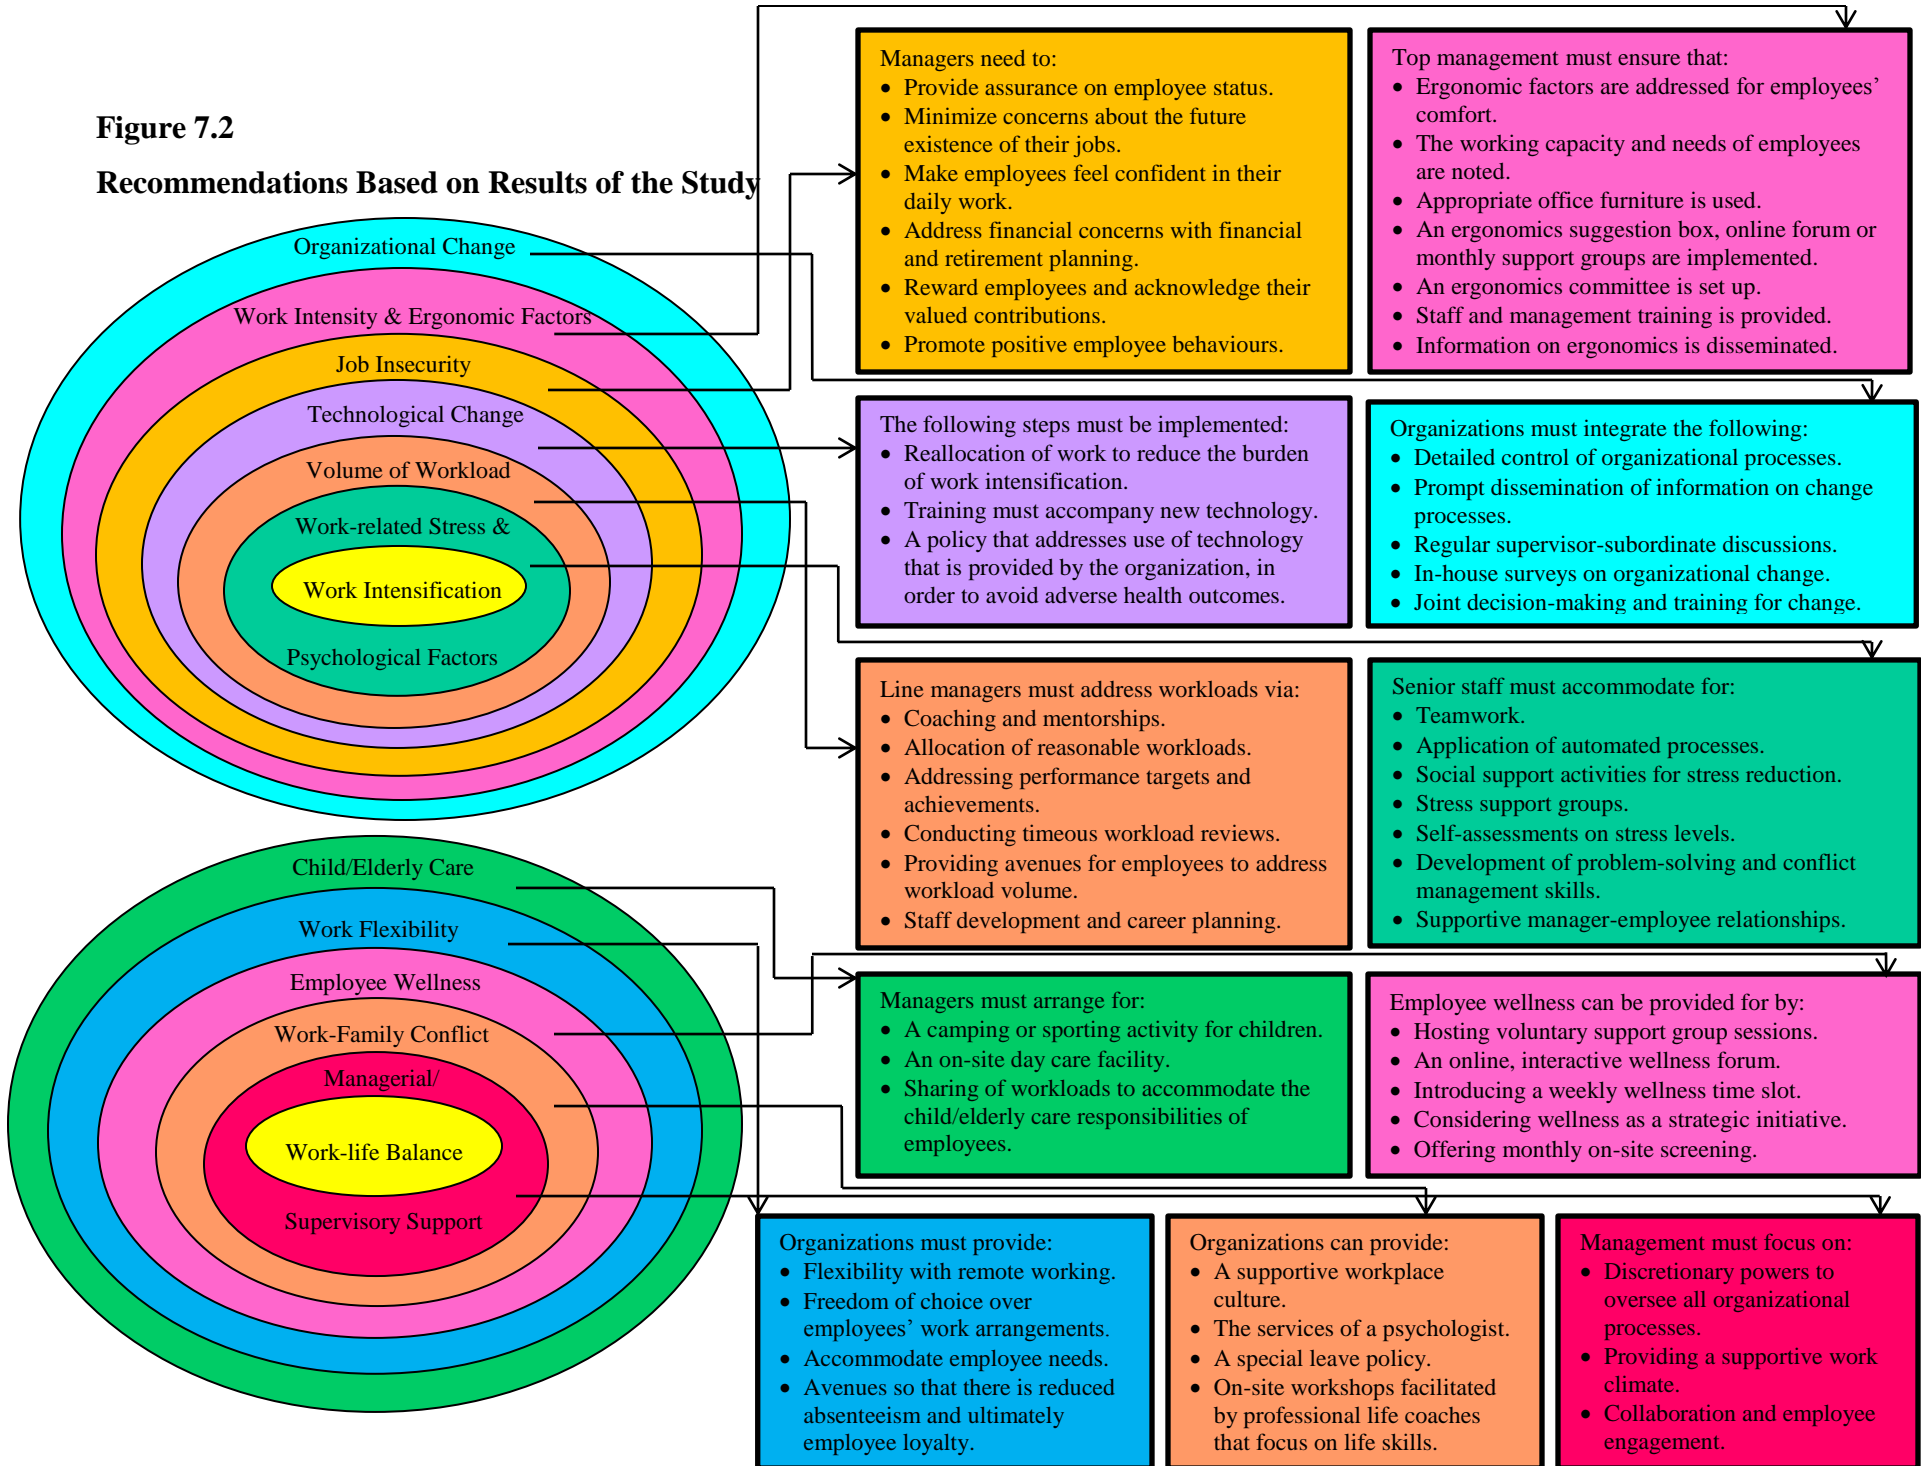 Figure 7.2
Recommendations Based on Results of the Study
Organizational Change
Work Intensity & Ergonomic Factors
Job Insecurity
Technological Change
Volume of Workload
Work-related Stress &
Work Intensification
Psychological Factors
Managers need to:
• Provide assurance on employee status.
• Minimize concerns about the future
existence of their jobs.
• Make employees feel confident in their
daily work.
• Address financial concerns with financial
and retirement planning.
• Reward employees and acknowledge their
valued contributions.
• Promote positive employee behaviours.
Top management must ensure that:
• Ergonomic factors are addressed for employees’
comfort.
• The working capacity and needs of employees
are noted.
• Appropriate office furniture is used.
• An ergonomics suggestion box, online forum or
monthly support groups are implemented.
• An ergonomics committee is set up.
• Staff and management training is provided.
• Information on ergonomics is disseminated.
The following steps must be implemented:
• Reallocation of work to reduce the burden
of work intensification.
• Training must accompany new technology.
• A policy that addresses use of technology
that is provided by the organization, in
order to avoid adverse health outcomes.
Organizations must integrate the following:
• Detailed control of organizational processes.
• Prompt dissemination of information on change
processes.
• Regular supervisor-subordinate discussions.
• In-house surveys on organizational change.
• Joint decision-making and training for change.
Line managers must address workloads via:
• Coaching and mentorships.
• Allocation of reasonable workloads.
• Addressing performance targets and
achievements.
• Conducting timeous workload reviews.
• Providing avenues for employees to address
workload volume.
• Staff development and career planning.
Senior staff must accommodate for:
• Teamwork.
• Application of automated processes.
• Social support activities for stress reduction.
• Stress support groups.
• Self-assessments on stress levels.
• Development of problem-solving and conflict
management skills.
• Supportive manager-employee relationships.
Child/Elderly Care
Work Flexibility
Employee Wellness
Work-Family Conflict
Managerial/
Work-life Balance
Supervisory Support
Managers must arrange for:
• A camping or sporting activity for children.
• An on-site day care facility.
• Sharing of workloads to accommodate the
child/elderly care responsibilities of
employees.
Employee wellness can be provided for by:
• Hosting voluntary support group sessions.
• An online, interactive wellness forum.
• Introducing a weekly wellness time slot.
• Considering wellness as a strategic initiative.
• Offering monthly on-site screening.
Organizations must provide:
• Flexibility with remote working.
• Freedom of choice over
employees’ work arrangements.
• Accommodate employee needs.
• Avenues so that there is reduced
absenteeism and ultimately
employee loyalty.
Organizations can provide:
• A supportive workplace
culture.
• The services of a psychologist.
• A special leave policy.
• On-site workshops facilitated
by professional life coaches
that focus on life skills.
Management must focus on:
• Discretionary powers to
oversee all organizational
processes.
• Providing a supportive work
climate.
• Collaboration and employee
engagement.